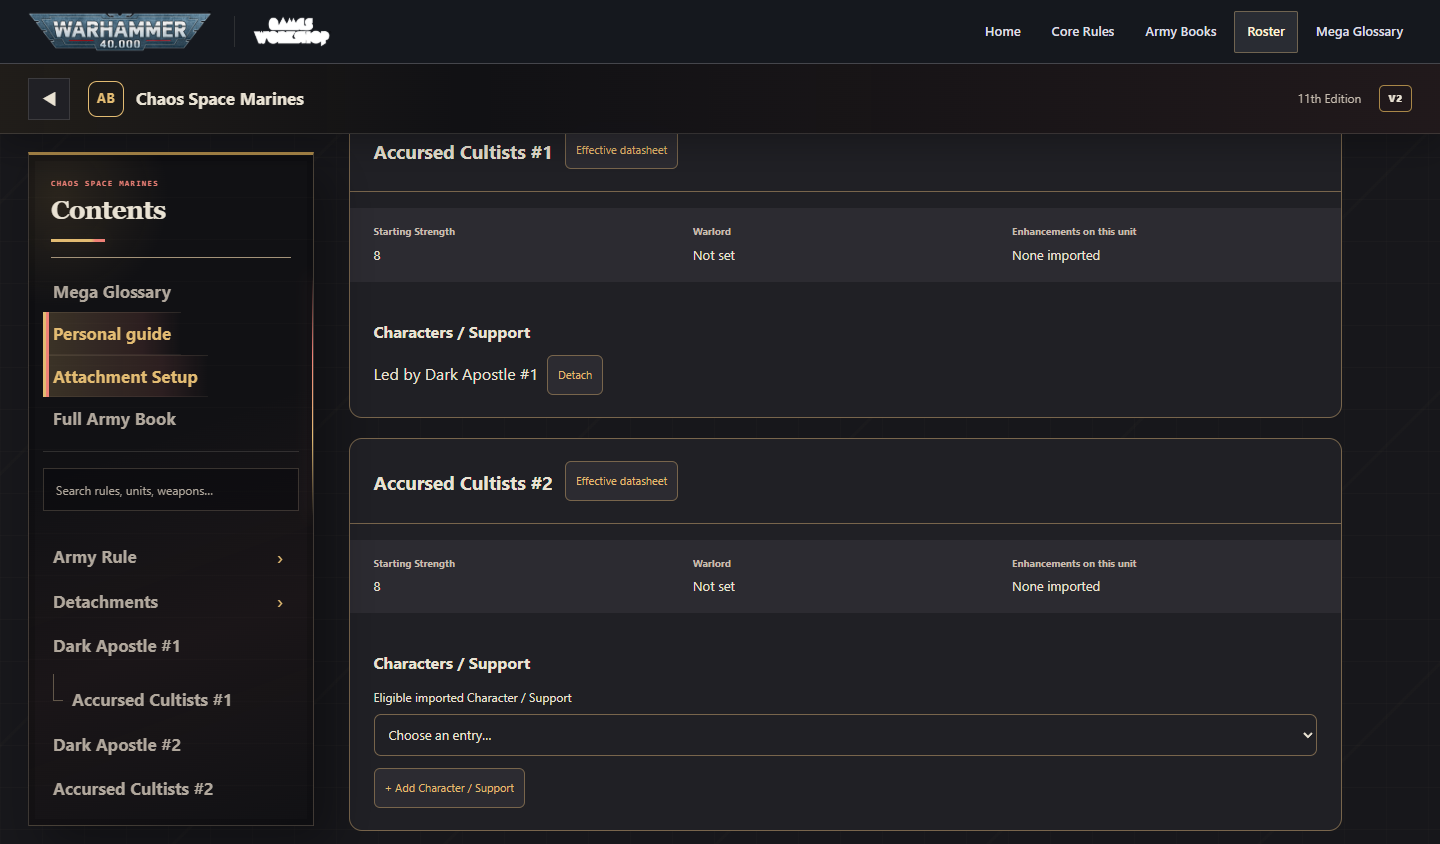 WARHAMMER
40,000
GAMES
WORKSHOP
Home
Core Rules
Army Books
Roster
Mega Glossary
◀
AB
Chaos Space Marines
11th Edition
V2
CHAOS SPACE MARINES
Contents
Mega Glossary
Personal guide
Attachment Setup
Full Army Book
Search rules, units, weapons...
Army Rule ›
Detachments ›
Dark Apostle #1
Accursed Cultists #1
Dark Apostle #2
Accursed Cultists #2
Accursed Cultists #1
Effective datasheet
Starting Strength
8
Warlord
Not set
Enhancements on this unit
None imported
Characters / Support
Led by Dark Apostle #1
Detach
Accursed Cultists #2
Effective datasheet
Starting Strength
8
Warlord
Not set
Enhancements on this unit
None imported
Characters / Support
Eligible imported Character / Support
Choose an entry...
+ Add Character / Support